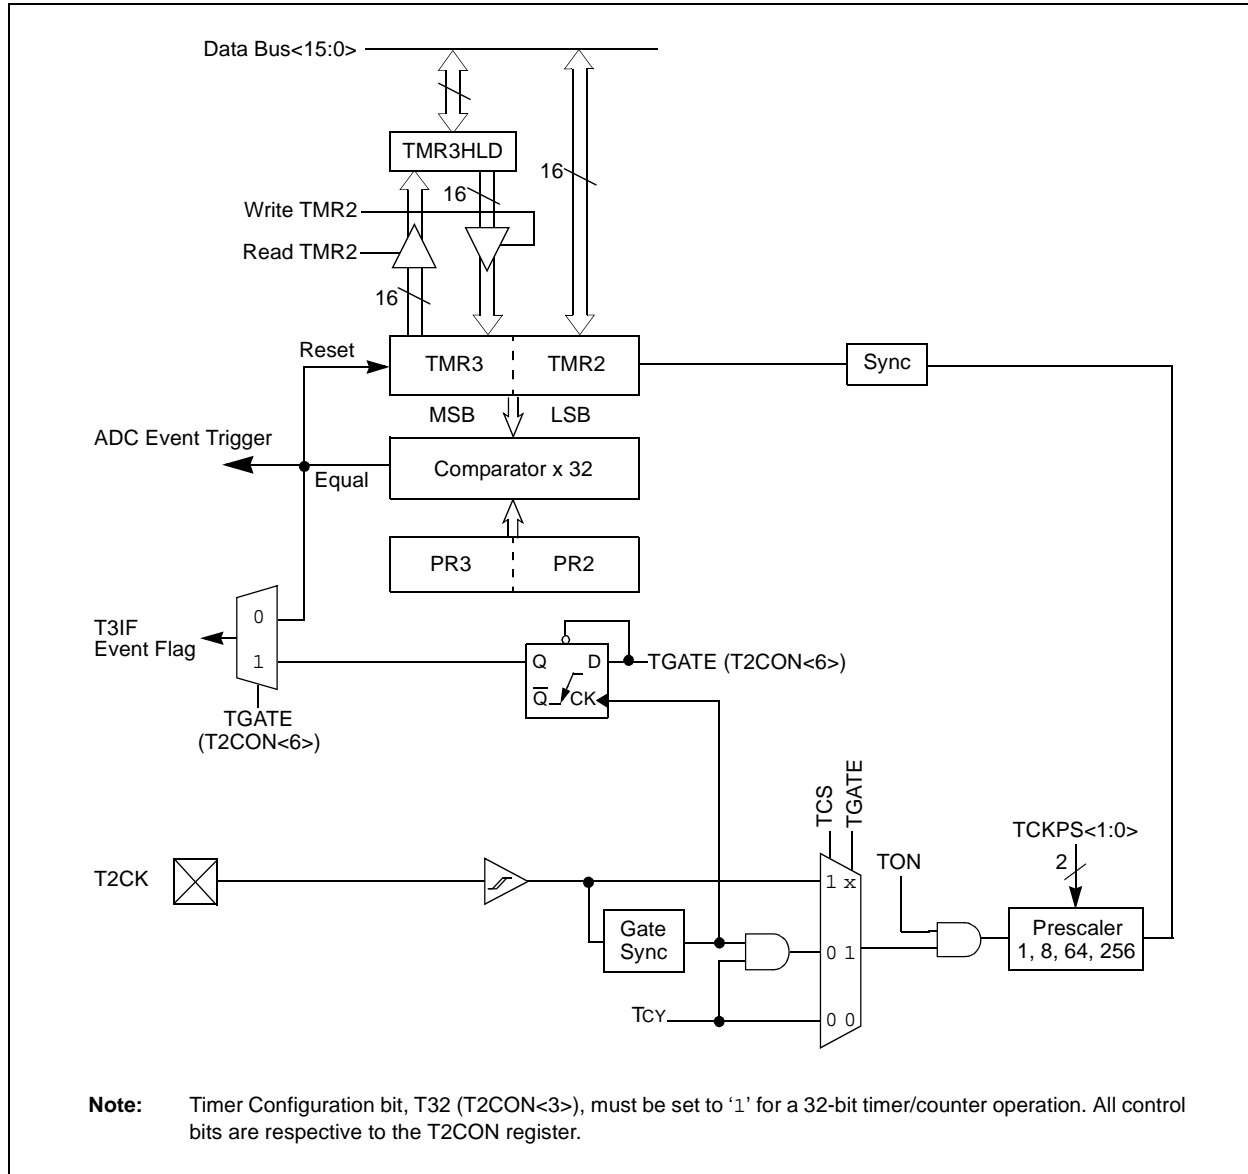 Data Bus<15:0>
TMR3HLD
16
16
Write TMR2
Read TMR2
16
Reset
TMR3
TMR2
Sync
MSB
LSB
ADC Event Trigger
Equal
Comparator x 32
PR3
PR2
0
T3IF
Event Flag
1
Q
D
TGATE (T2CON<6>)
Q
CK
TGATE
(T2CON<6>)
TCS
TGATE
TCKPS<1:0>
2
TON
T2CK
1 x
Gate
Sync
0 1
Prescaler
1, 8, 64, 256
TCY
0 0
Note: Timer Configuration bit, T32 (T2CON<3>), must be set to ‘1’ for a 32-bit timer/counter operation. All control
bits are respective to the T2CON register.